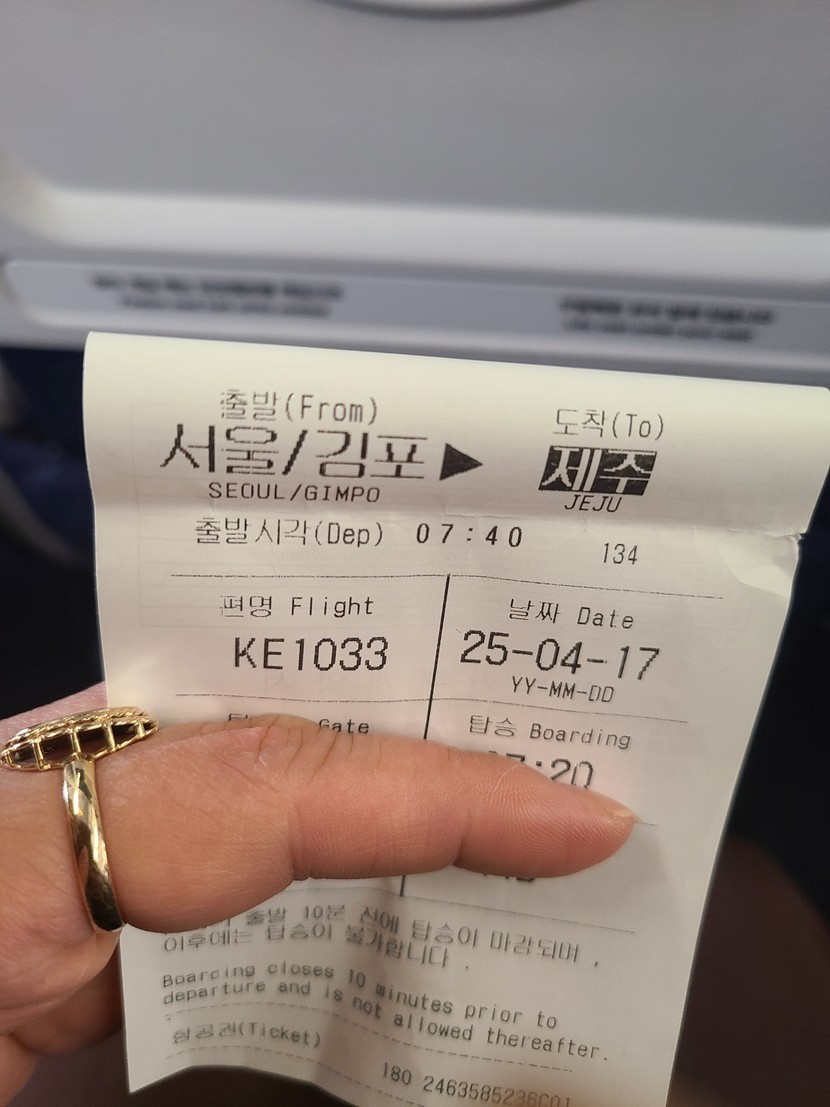 출발(From)
서울/김포 ▶
SEOUL/GIMPO
도착(To)
제주
JEJU
출발시각(Dep) 07:40
134
편명 Flight
KE1033
날짜 Date
25-04-17
YY-MM-DD
Gate
탑승 Boarding
:20
출발 10분 전에 탑승이 마감되며,
이후에는 탑승이 불가합니다.
Boarding closes 10 minutes prior to
departure and is not allowed thereafter.
항공권(Ticket)
180 2463585236C01